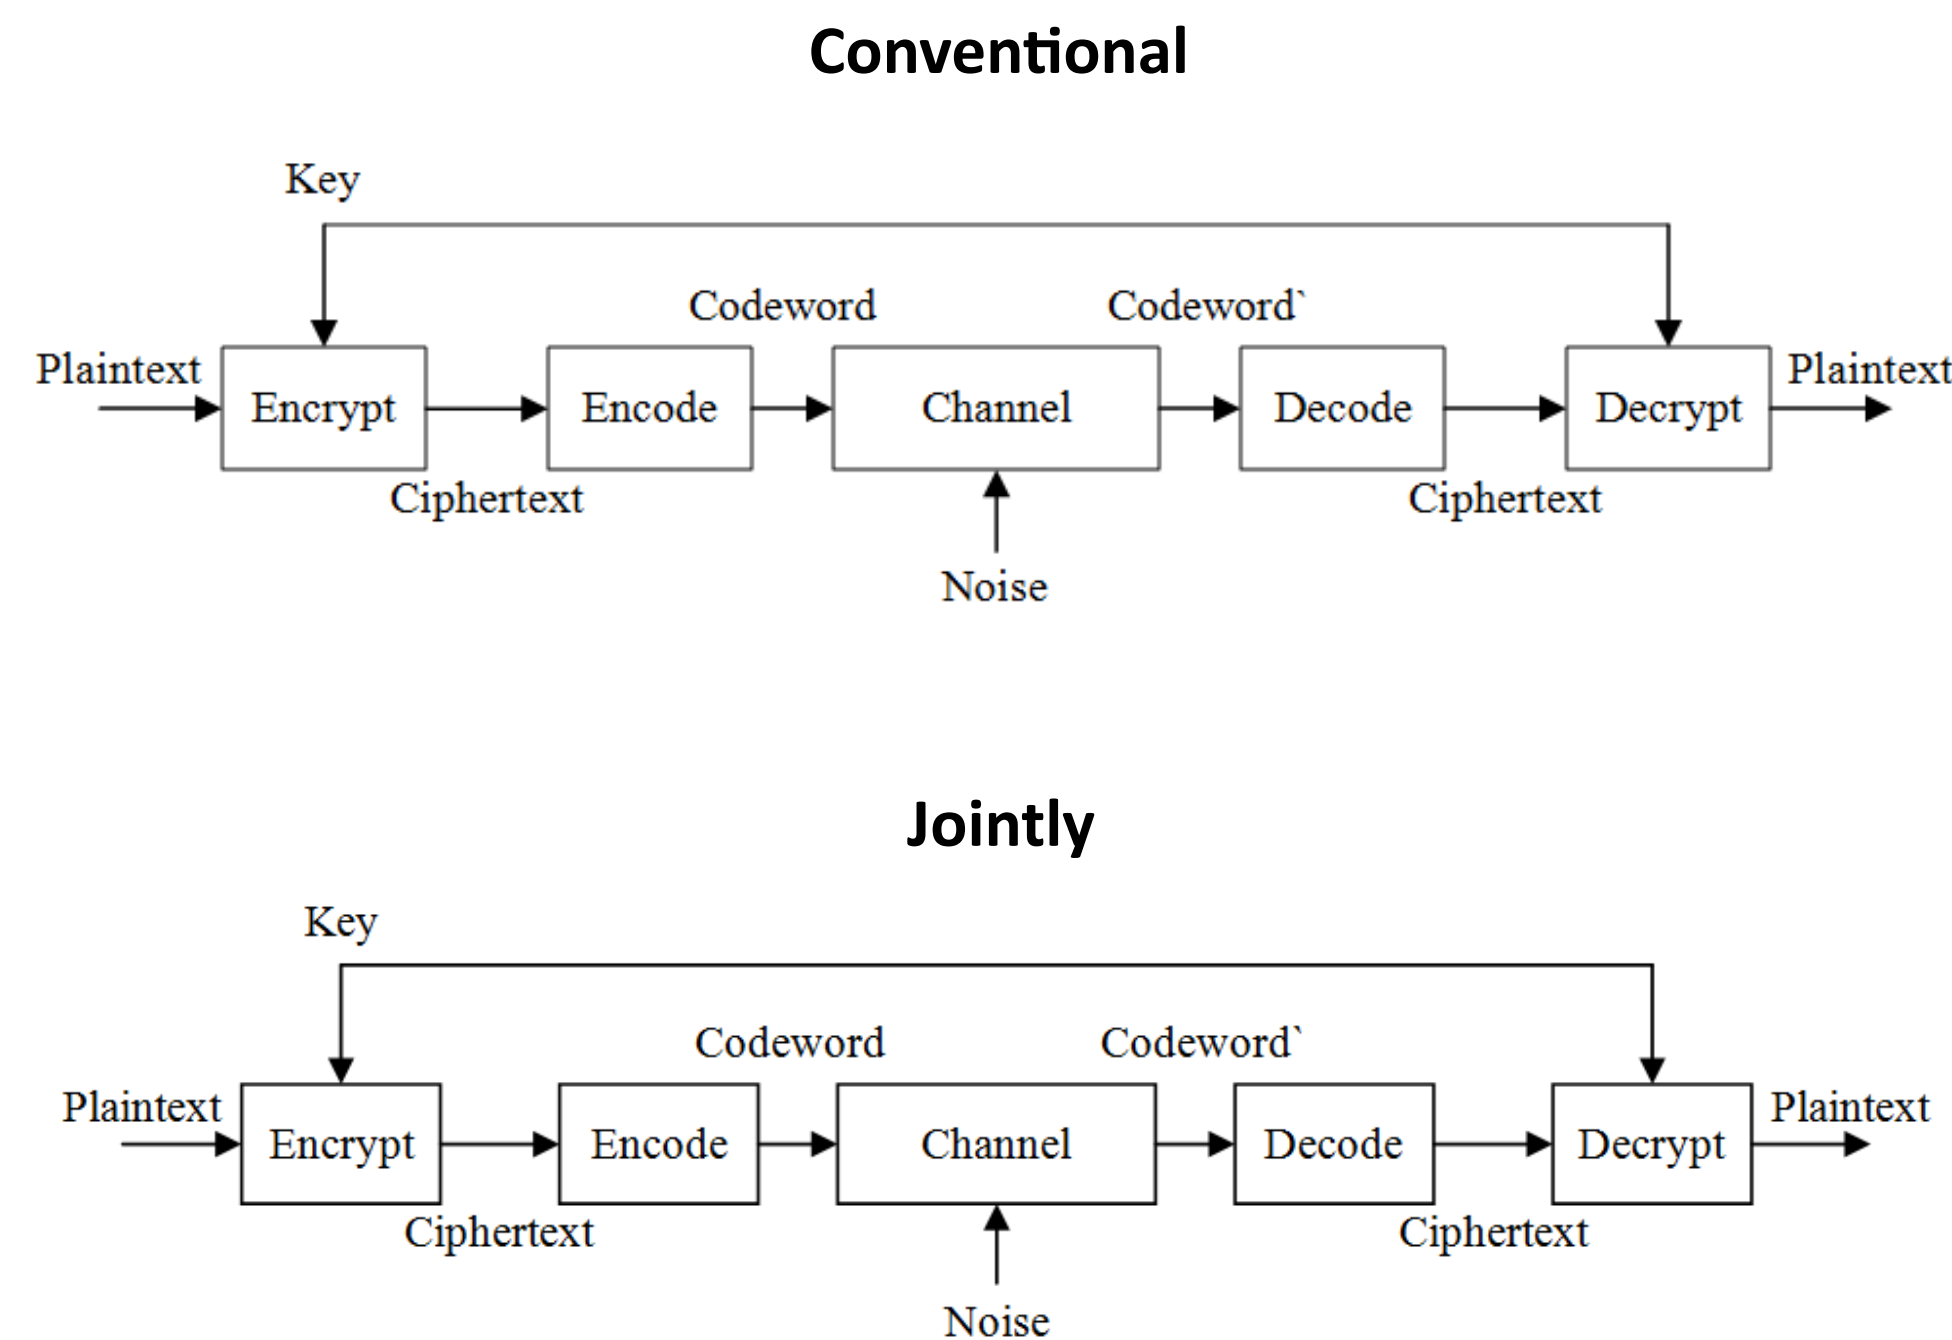 Conventional
Key
Codeword Codeword`
Plaintext Plaintext
Encrypt Encode Channel Decode Decrypt
Ciphertext Ciphertext
Noise
Jointly
Key
Codeword Codeword`
Plaintext Plaintext
Encrypt Encode Channel Decode Decrypt
Ciphertext Ciphertext
Noise